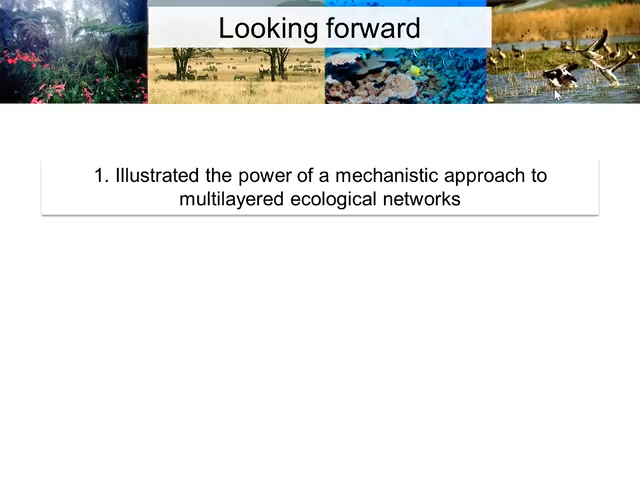 Looking forward
1. Illustrated the power of a mechanistic approach to
multilayered ecological networks